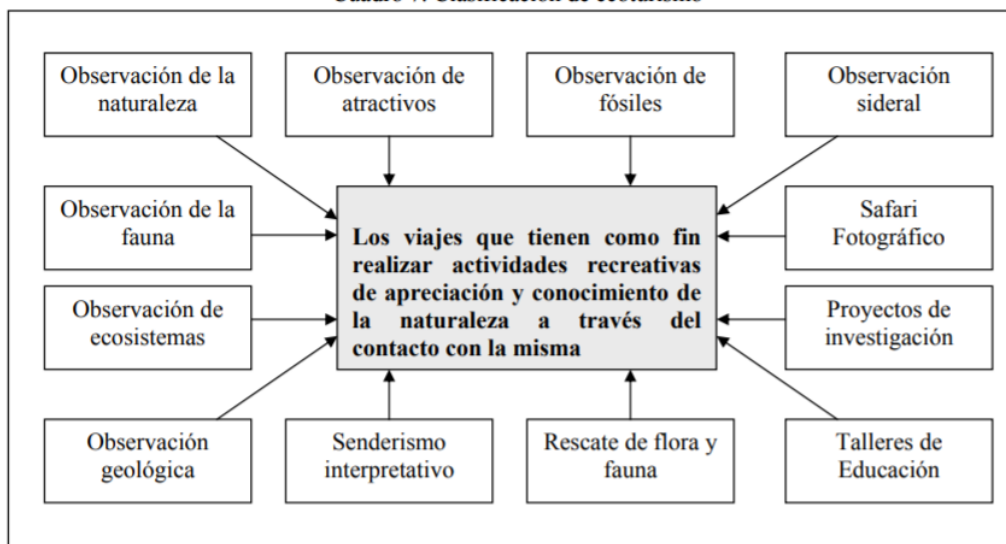 Observación de la
naturaleza
Observación de
atractivos
Observación de
fósiles
Observación
sideral
Observación de la
fauna
Safari
Fotográfico
Los viajes que tienen como fin
realizar actividades recreativas
de apreciación y conocimiento de
la naturaleza a través del
contacto con la misma
Observación de
ecosistemas
Proyectos de
investigación
Observación
geológica
Senderismo
interpretativo
Rescate de flora y
fauna
Talleres de
Educación